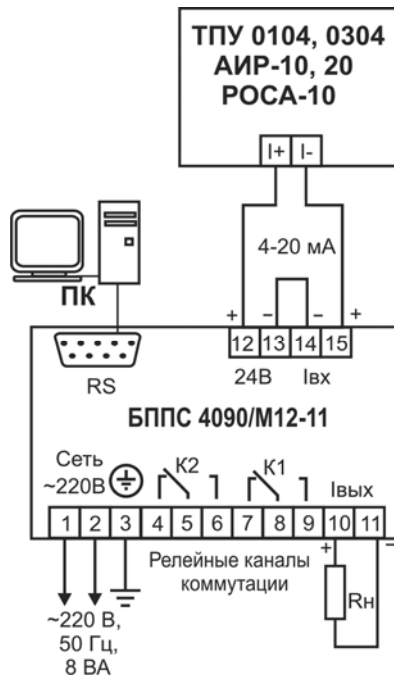 ТПУ 0104, 0304
АИР-10, 20
РОСА-10
I+ I-
4-20 мА
ПК
+ − − +
12 13 14 15
RS
24В Iвх
БППС 4090/М12-11
Сеть
~220В
К2 К1
Iвых
1 2 3 4 5 6 7 8 9 10 11
+ −
Релейные каналы
коммутации
Rн
~220 В,
50 Гц,
8 ВА